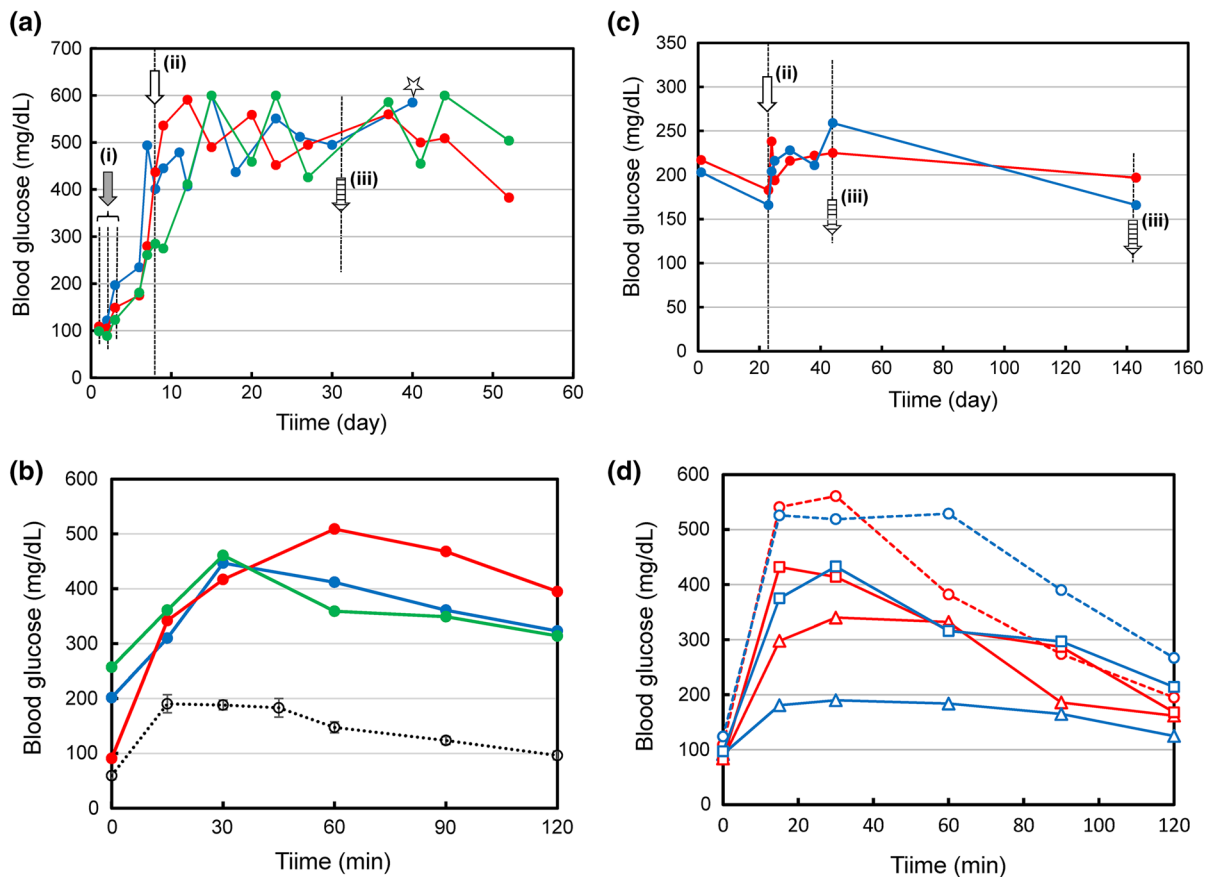 (a)
Blood glucose (mg/dL)
700
600
500
400
300
200
100
0
(i)
(ii)
(iii)
0 10 20 30 40 50 60
Tiime (day)
(c)
Blood glucose (mg/dL)
350
300
250
200
150
100
50
0
(ii)
(iii)
(iii)
0 20 40 60 80 100 120 140 160
Tiime (day)
(b)
Blood glucose (mg/dL)
600
500
400
300
200
100
0
0 30 60 90 120
Tiime (min)
(d)
Blood glucose (mg/dL)
600
500
400
300
200
100
0
0 20 40 60 80 100 120
Tiime (min)